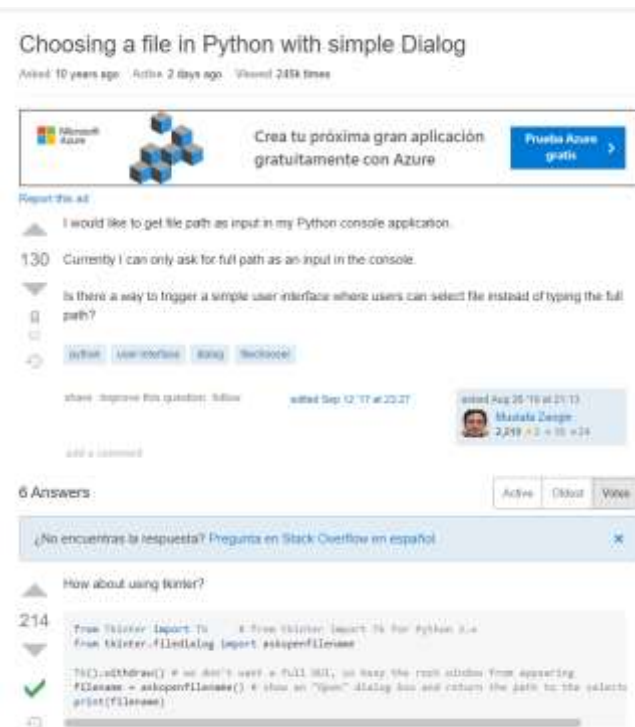 Choosing a file in Python with simple Dialog
Asked 10 years ago Active 2 days ago Viewed 245k times
Microsoft
Azure
Crea tu próxima gran aplicación
gratuitamente con Azure
Prueba Azure
gratis
Report this ad
I would like to get file path as input in my Python console application.
130
Currently I can only ask for full path as an input in the console.
Is there a way to trigger a simple user interface where users can select file instead of typing the full
path?
8
python user-interface dialog filechooser
share improve this question follow
edited Sep 12 '17 at 23:27
Mustafa Zengin
add a comment
6 Answers
Active Oldest Votes
¿No encuentras la respuesta? Pregunta en Stack Overflow en español.
How about using tkinter?
214
from Tkinter import Tk # from tkinter import Tk for Python 3.x
from tkinter.filedialog import askopenfilename
Tk().withdraw() # we don't want a full GUI, so keep the root window from appearing
filename = askopenfilename() # show an "Open" dialog box and return the path to the selecte
print(filename)